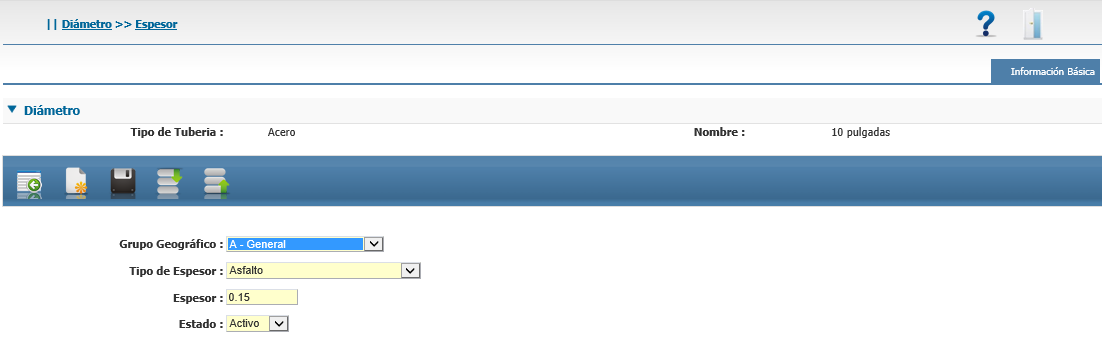 || Diámetro >> Espesor
Información Básica
Diámetro
Tipo de Tuberia : Acero Nombre : 10 pulgadas
Grupo Geográfico : A - General
Tipo de Espesor : Asfalto
Espesor : 0.15
Estado : Activo